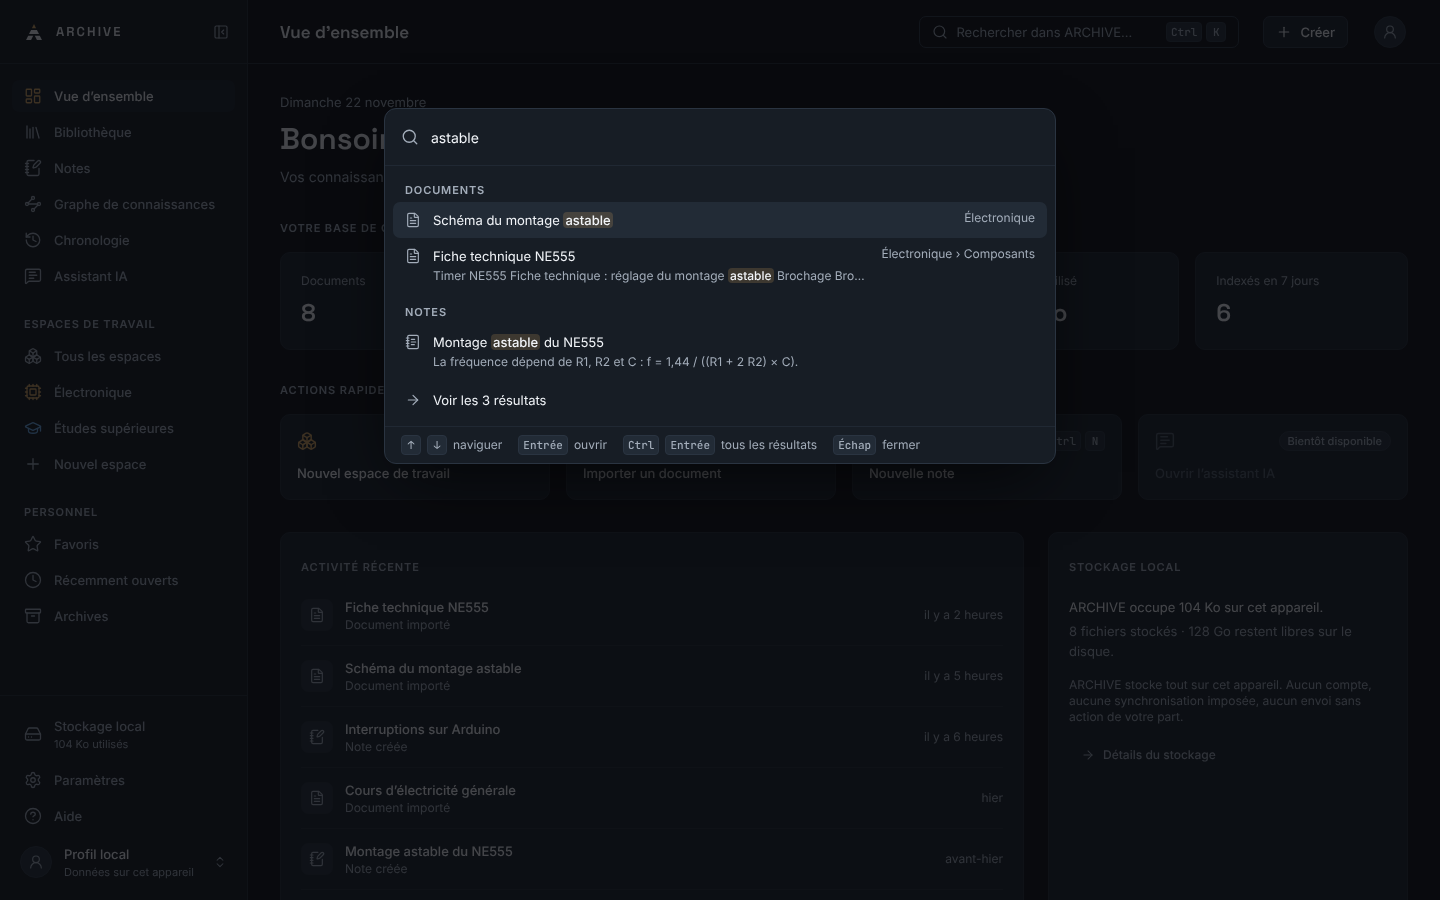 ARCHIVE
Vue d'ensemble
Rechercher dans ARCHIVE...
Ctrl K
Créer
Vue d'ensemble
Bibliothèque
Notes
Graphe de connaissances
Chronologie
Assistant IA
ESPACES DE TRAVAIL
Tous les espaces
Électronique
Études supérieures
Nouvel espace
PERSONNEL
Favoris
Récemment ouverts
Archives
Stockage local
104 Ko utilisés
Paramètres
Aide
Profil local
Données sur cet appareil
Dimanche 22 novembre
astable
DOCUMENTS
Schéma du montage astable
Électronique
Fiche technique NE555
Électronique › Composants
Timer NE555 Fiche technique : réglage du montage astable Brochage Bro...
NOTES
Montage astable du NE555
La fréquence dépend de R1, R2 et C : f = 1,44 / ((R1 + 2 R2) × C).
Voir les 3 résultats
↑ ↓ naviguer Entrée ouvrir Ctrl Entrée tous les résultats Échap fermer
Documents
8
Indexés en 7 jours
6
Nouvel espace de travail
Importer un document
Nouvelle note
N
Bientôt disponible
Ouvrir l'assistant IA
ACTIVITÉ RÉCENTE
Fiche technique NE555
Document importé
il y a 2 heures
Schéma du montage astable
Document importé
il y a 5 heures
Interruptions sur Arduino
Note créée
il y a 6 heures
Cours d'électricité générale
Document importé
hier
Montage astable du NE555
Note créée
avant-hier
STOCKAGE LOCAL
ARCHIVE occupe 104 Ko sur cet appareil.
8 fichiers stockés · 128 Go restent libres sur le
disque.
ARCHIVE stocke tout sur cet appareil. Aucun compte,
aucune synchronisation imposée, aucun envoi sans
action de votre part.
Détails du stockage